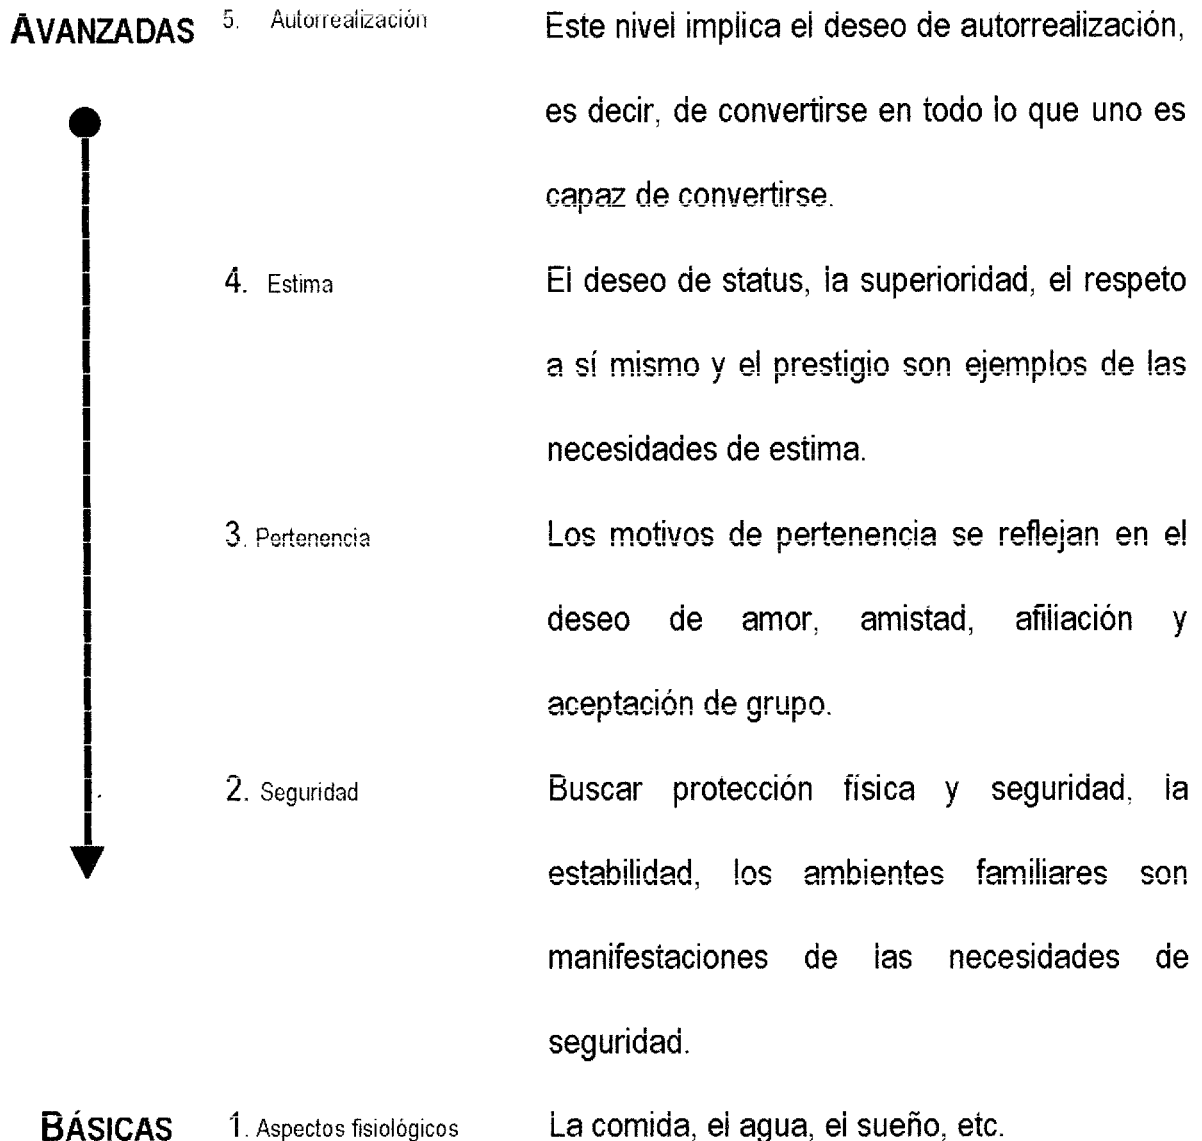 AVANZADAS 5. Autorrealización Este nivel implica el deseo de autorrealización,
es decir, de convertirse en todo lo que uno es
capaz de convertirse.
4. Estima El deseo de status, la superioridad, el respeto
a sí mismo y el prestigio son ejemplos de las
necesidades de estima.
3. Pertenencia Los motivos de pertenencia se reflejan en el
deseo de amor, amistad, afiliación y
aceptación de grupo.
2. Seguridad Buscar protección física y seguridad, la
estabilidad, los ambientes familiares son
manifestaciones de las necesidades de
seguridad.
BÁSICAS 1. Aspectos fisiológicos La comida, el agua, el sueño, etc.